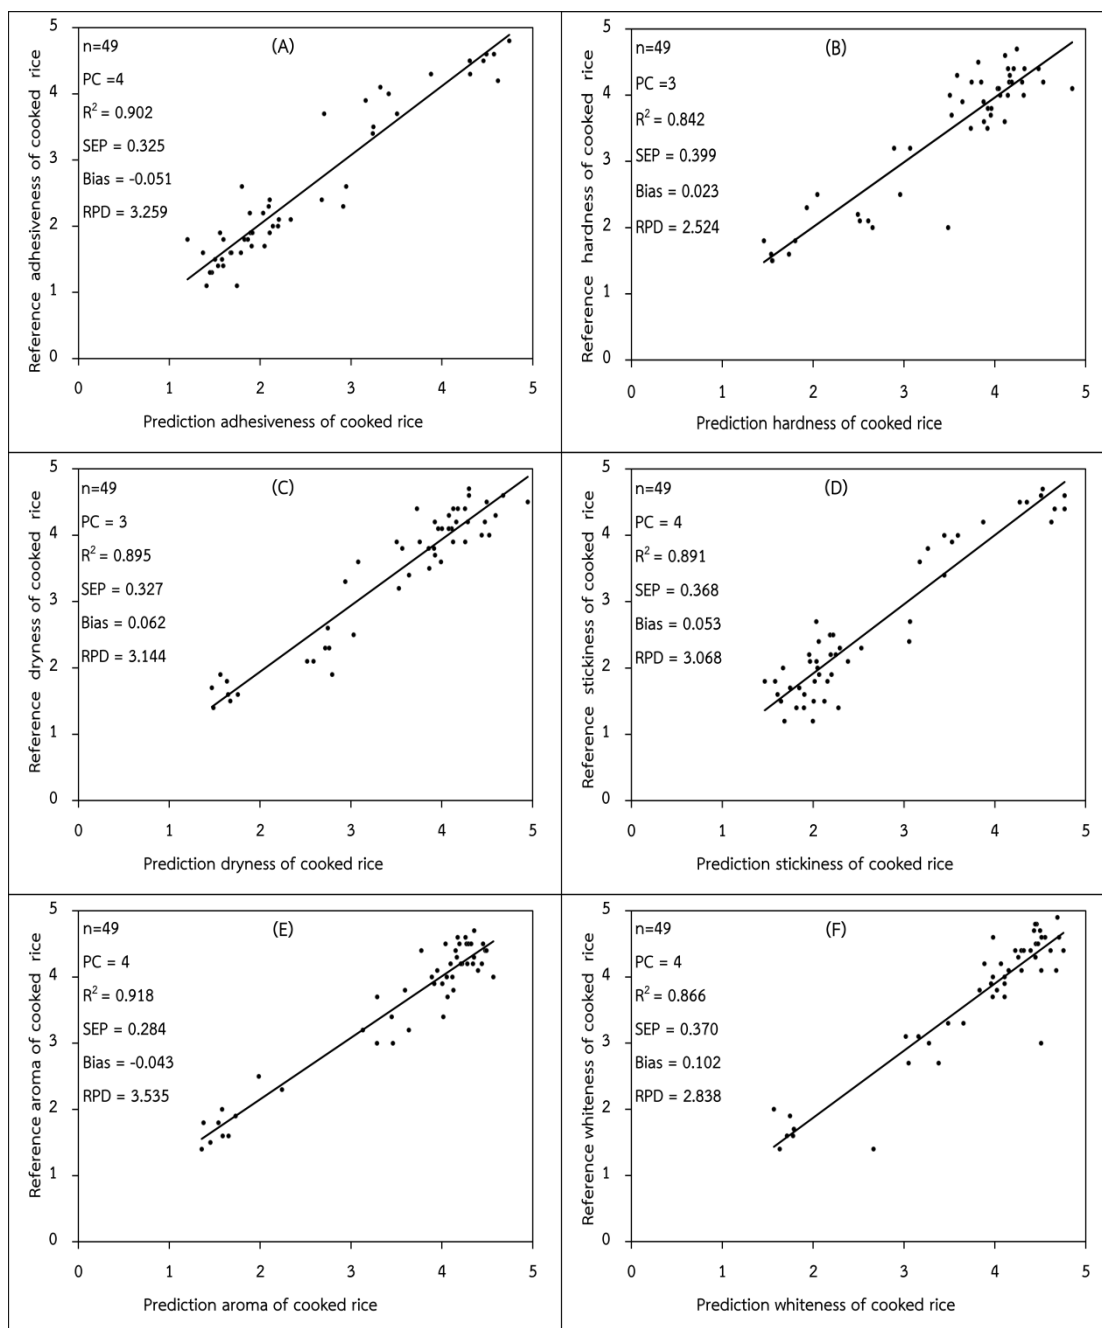 (A)
n=49
PC =4
R² = 0.902
SEP = 0.325
Bias = -0.051
RPD = 3.259
Reference adhesiveness of cooked rice
5
4
3
2
1
0
0 1 2 3 4 5
Prediction adhesiveness of cooked rice
(B)
n=49
PC =3
R² = 0.842
SEP = 0.399
Bias = 0.023
RPD = 2.524
Reference hardness of cooked rice
5
4
3
2
1
0
0 1 2 3 4 5
Prediction hardness of cooked rice
(C)
n=49
PC = 3
R² = 0.895
SEP = 0.327
Bias = 0.062
RPD = 3.144
Reference dryness of cooked rice
5
4
3
2
1
0
0 1 2 3 4 5
Prediction dryness of cooked rice
(D)
n=49
PC = 4
R² = 0.891
SEP = 0.368
Bias = 0.053
RPD = 3.068
Reference stickiness of cooked rice
5
4
3
2
1
0
0 1 2 3 4 5
Prediction stickiness of cooked rice
(E)
n=49
PC = 4
R² = 0.918
SEP = 0.284
Bias = -0.043
RPD = 3.535
Reference aroma of cooked rice
5
4
3
2
1
0
0 1 2 3 4 5
Prediction aroma of cooked rice
(F)
n=49
PC = 4
R² = 0.866
SEP = 0.370
Bias = 0.102
RPD = 2.838
Reference whiteness of cooked rice
5
4
3
2
1
0
0 1 2 3 4 5
Prediction whiteness of cooked rice